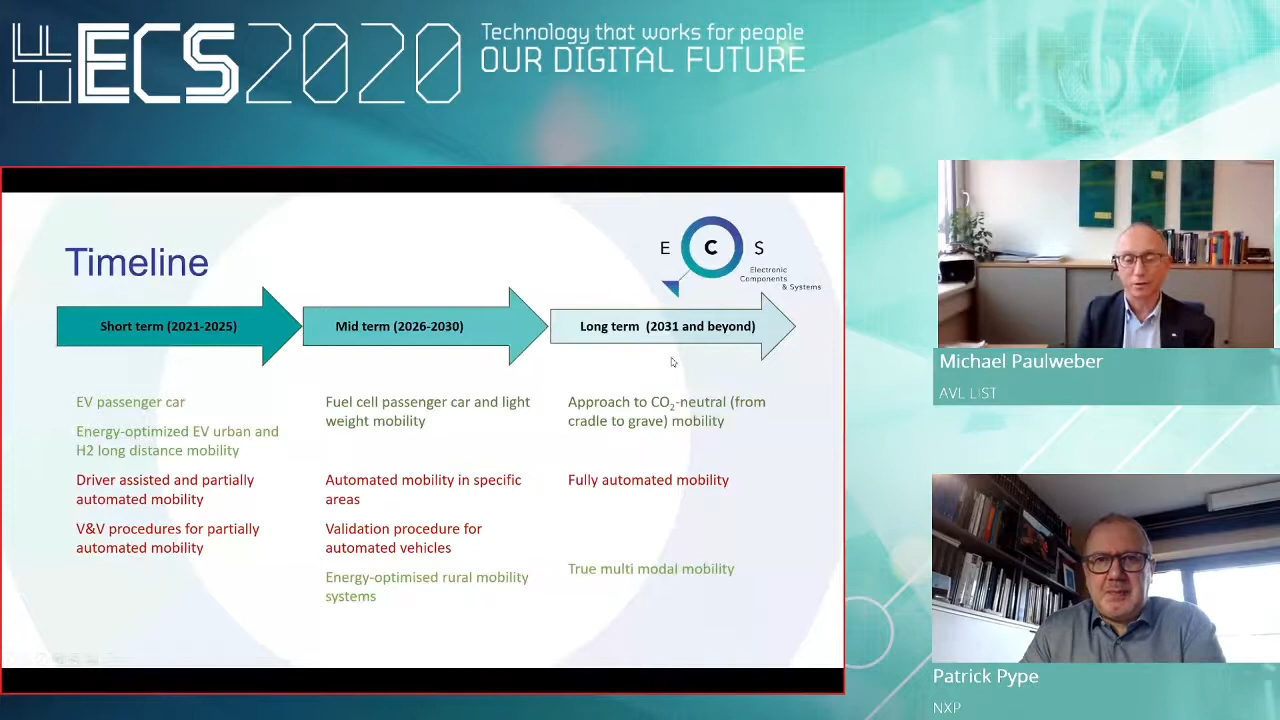 EFECS2020
Technology that works for people
OUR DIGITAL FUTURE
Timeline
E C S
Electronic
Components
& Systems
Short term (2021-2025)
Mid term (2026-2030)
Long term (2031 and beyond)
EV passenger car
Energy-optimized EV urban and
H2 long distance mobility
Driver assisted and partially
automated mobility
V&V procedures for partially
automated mobility
Fuel cell passenger car and light
weight mobility
Automated mobility in specific
areas
Validation procedure for
automated vehicles
Energy-optimised rural mobility
systems
Approach to CO₂-neutral (from
cradle to grave) mobility
Fully automated mobility
True multi modal mobility
Michael Paulweber
AVL LIST
Patrick Pype
NXP